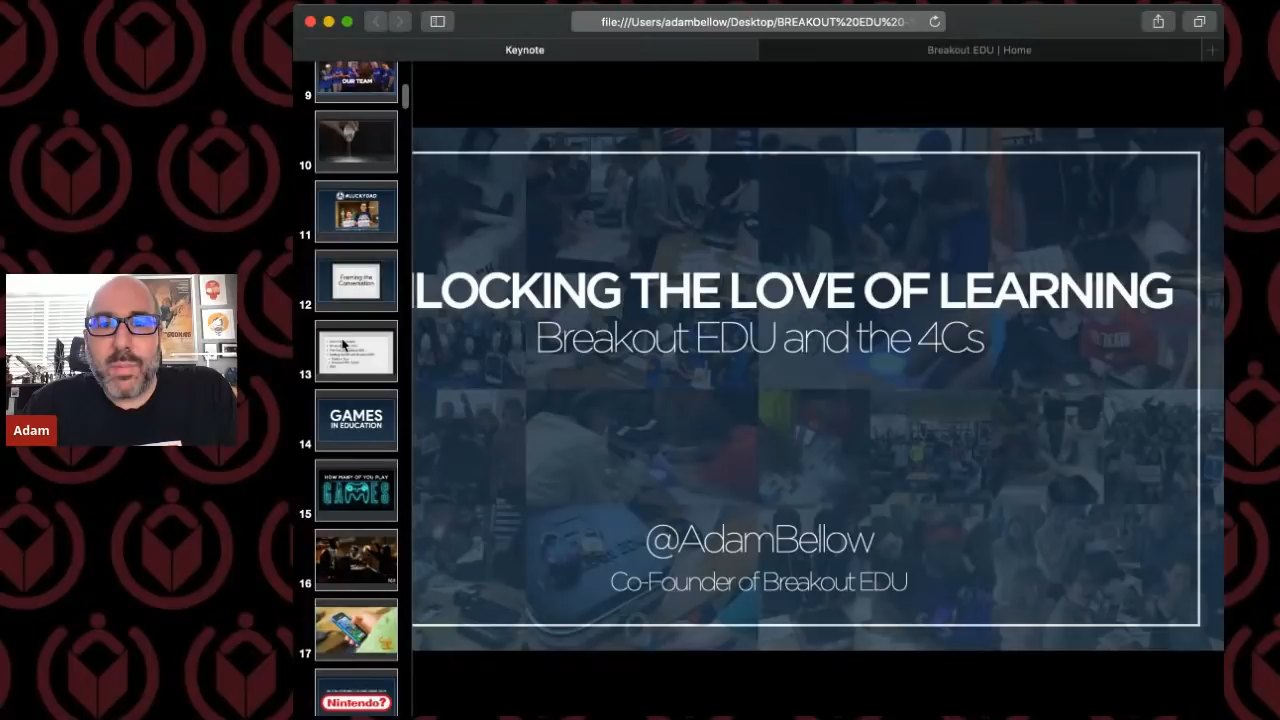 file:///Users/adambellow/Desktop/BREAKOUT%20EDU%20-
Keynote
Breakout EDU | Home
OUR TEAM
9
10
#LUCKYDAD
11
Framing the
Conversation
12
13
GAMES
IN EDUCATION
14
HOW MANY OF YOU PLAY
GAMES
15
16
17
Nintendo?
LOCKING THE LOVE OF LEARNING
Breakout EDU and the 4Cs
@AdamBellow
Co-Founder of Breakout EDU
Adam